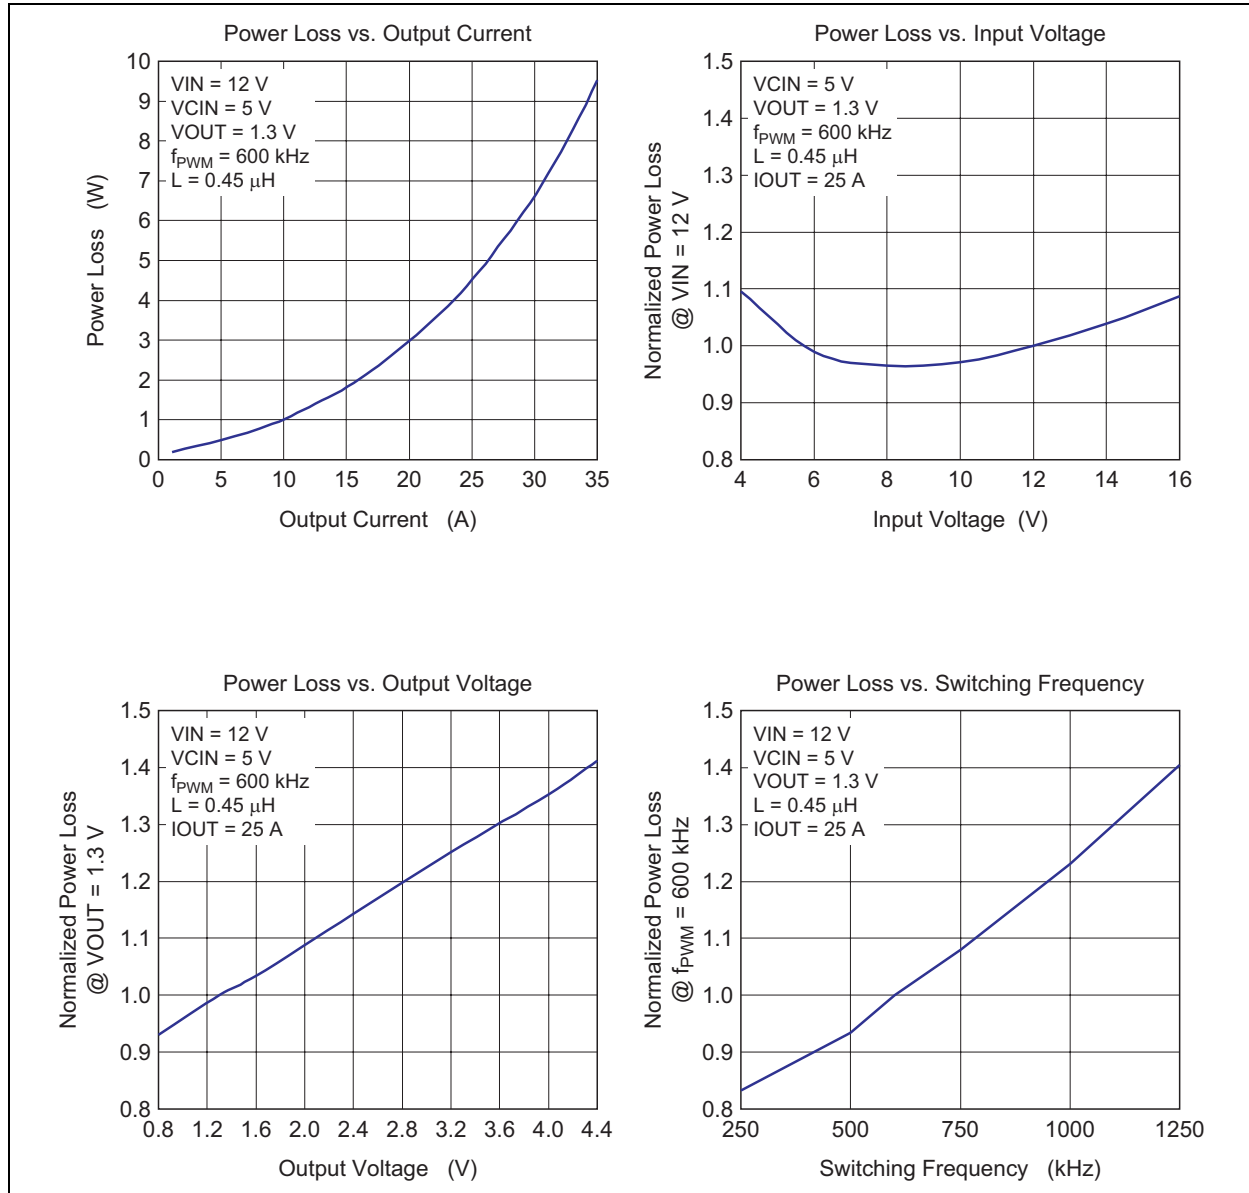 Power Loss vs. Output Current
10
9
8
7
6
5
4
3
2
1
0
Power Loss (W)
VIN = 12 V
VCIN = 5 V
VOUT = 1.3 V
fPWM = 600 kHz
L = 0.45 μH
0 5 10 15 20 25 30 35
Output Current (A)
Power Loss vs. Input Voltage
1.5
1.4
1.3
1.2
1.1
1.0
0.9
0.8
Normalized Power Loss
@ VIN = 12 V
VCIN = 5 V
VOUT = 1.3 V
fPWM = 600 kHz
L = 0.45 μH
IOUT = 25 A
4 6 8 10 12 14 16
Input Voltage (V)
Power Loss vs. Output Voltage
1.5
1.4
1.3
1.2
1.1
1.0
0.9
0.8
Normalized Power Loss
@ VOUT = 1.3 V
VIN = 12 V
VCIN = 5 V
fPWM = 600 kHz
L = 0.45 μH
IOUT = 25 A
0.8 1.2 1.6 2.0 2.4 2.8 3.2 3.6 4.0 4.4
Output Voltage (V)
Power Loss vs. Switching Frequency
1.5
1.4
1.3
1.2
1.1
1.0
0.9
0.8
Normalized Power Loss
@ fPWM = 600 kHz
VIN = 12 V
VCIN = 5 V
VOUT = 1.3 V
L = 0.45 μH
IOUT = 25 A
250 500 750 1000 1250
Switching Frequency (kHz)